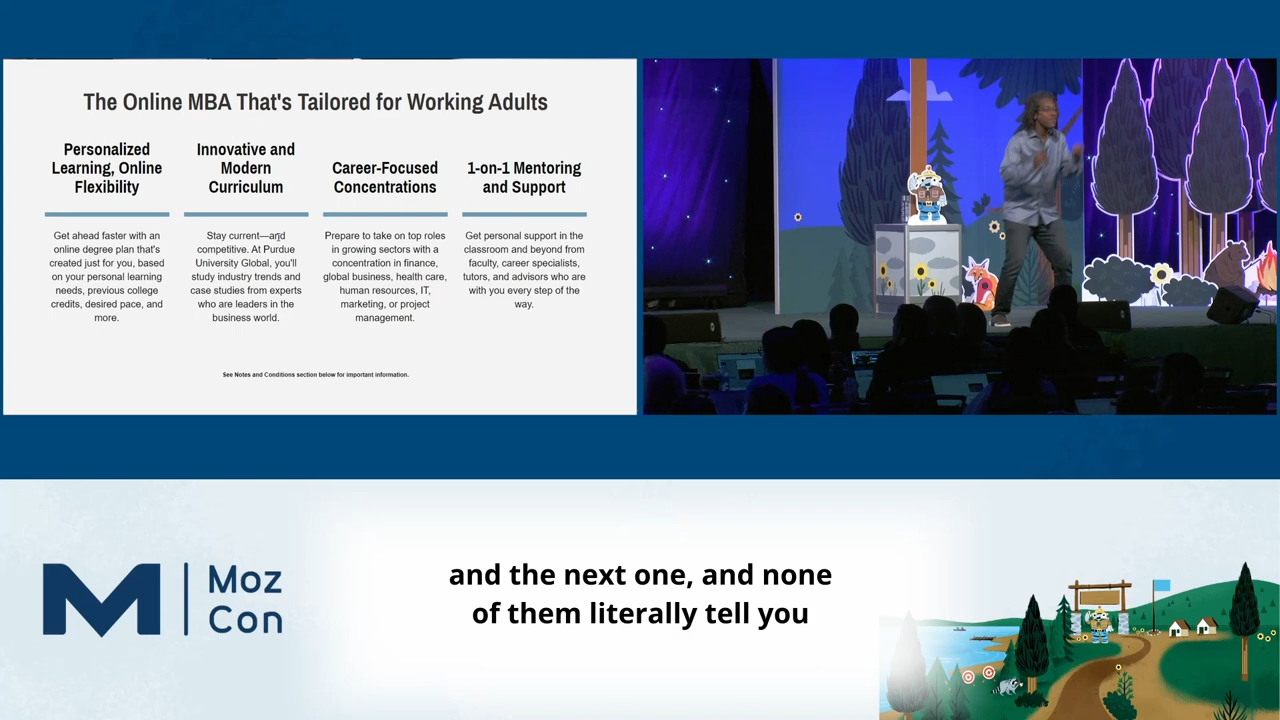 The Online MBA That's Tailored for Working Adults
Personalized
Learning, Online
Flexibility
Get ahead faster with an
online degree plan that's
created just for you, based
on your personal learning
needs, previous college
credits, desired pace, and
more.
Innovative and
Modern
Curriculum
Stay current—and
competitive. At Purdue
University Global, you'll
study industry trends and
case studies from experts
who are leaders in the
business world.
Career-Focused
Concentrations
Prepare to take on top roles
in growing sectors with a
concentration in finance,
global business, health care,
human resources, IT,
marketing, or project
management.
1-on-1 Mentoring
and Support
Get personal support in the
classroom and beyond from
faculty, career specialists,
tutors, and advisors who are
with you every step of the
way.
See Notes and Conditions section below for important information.
Moz
Con
and the next one, and none
of them literally tell you